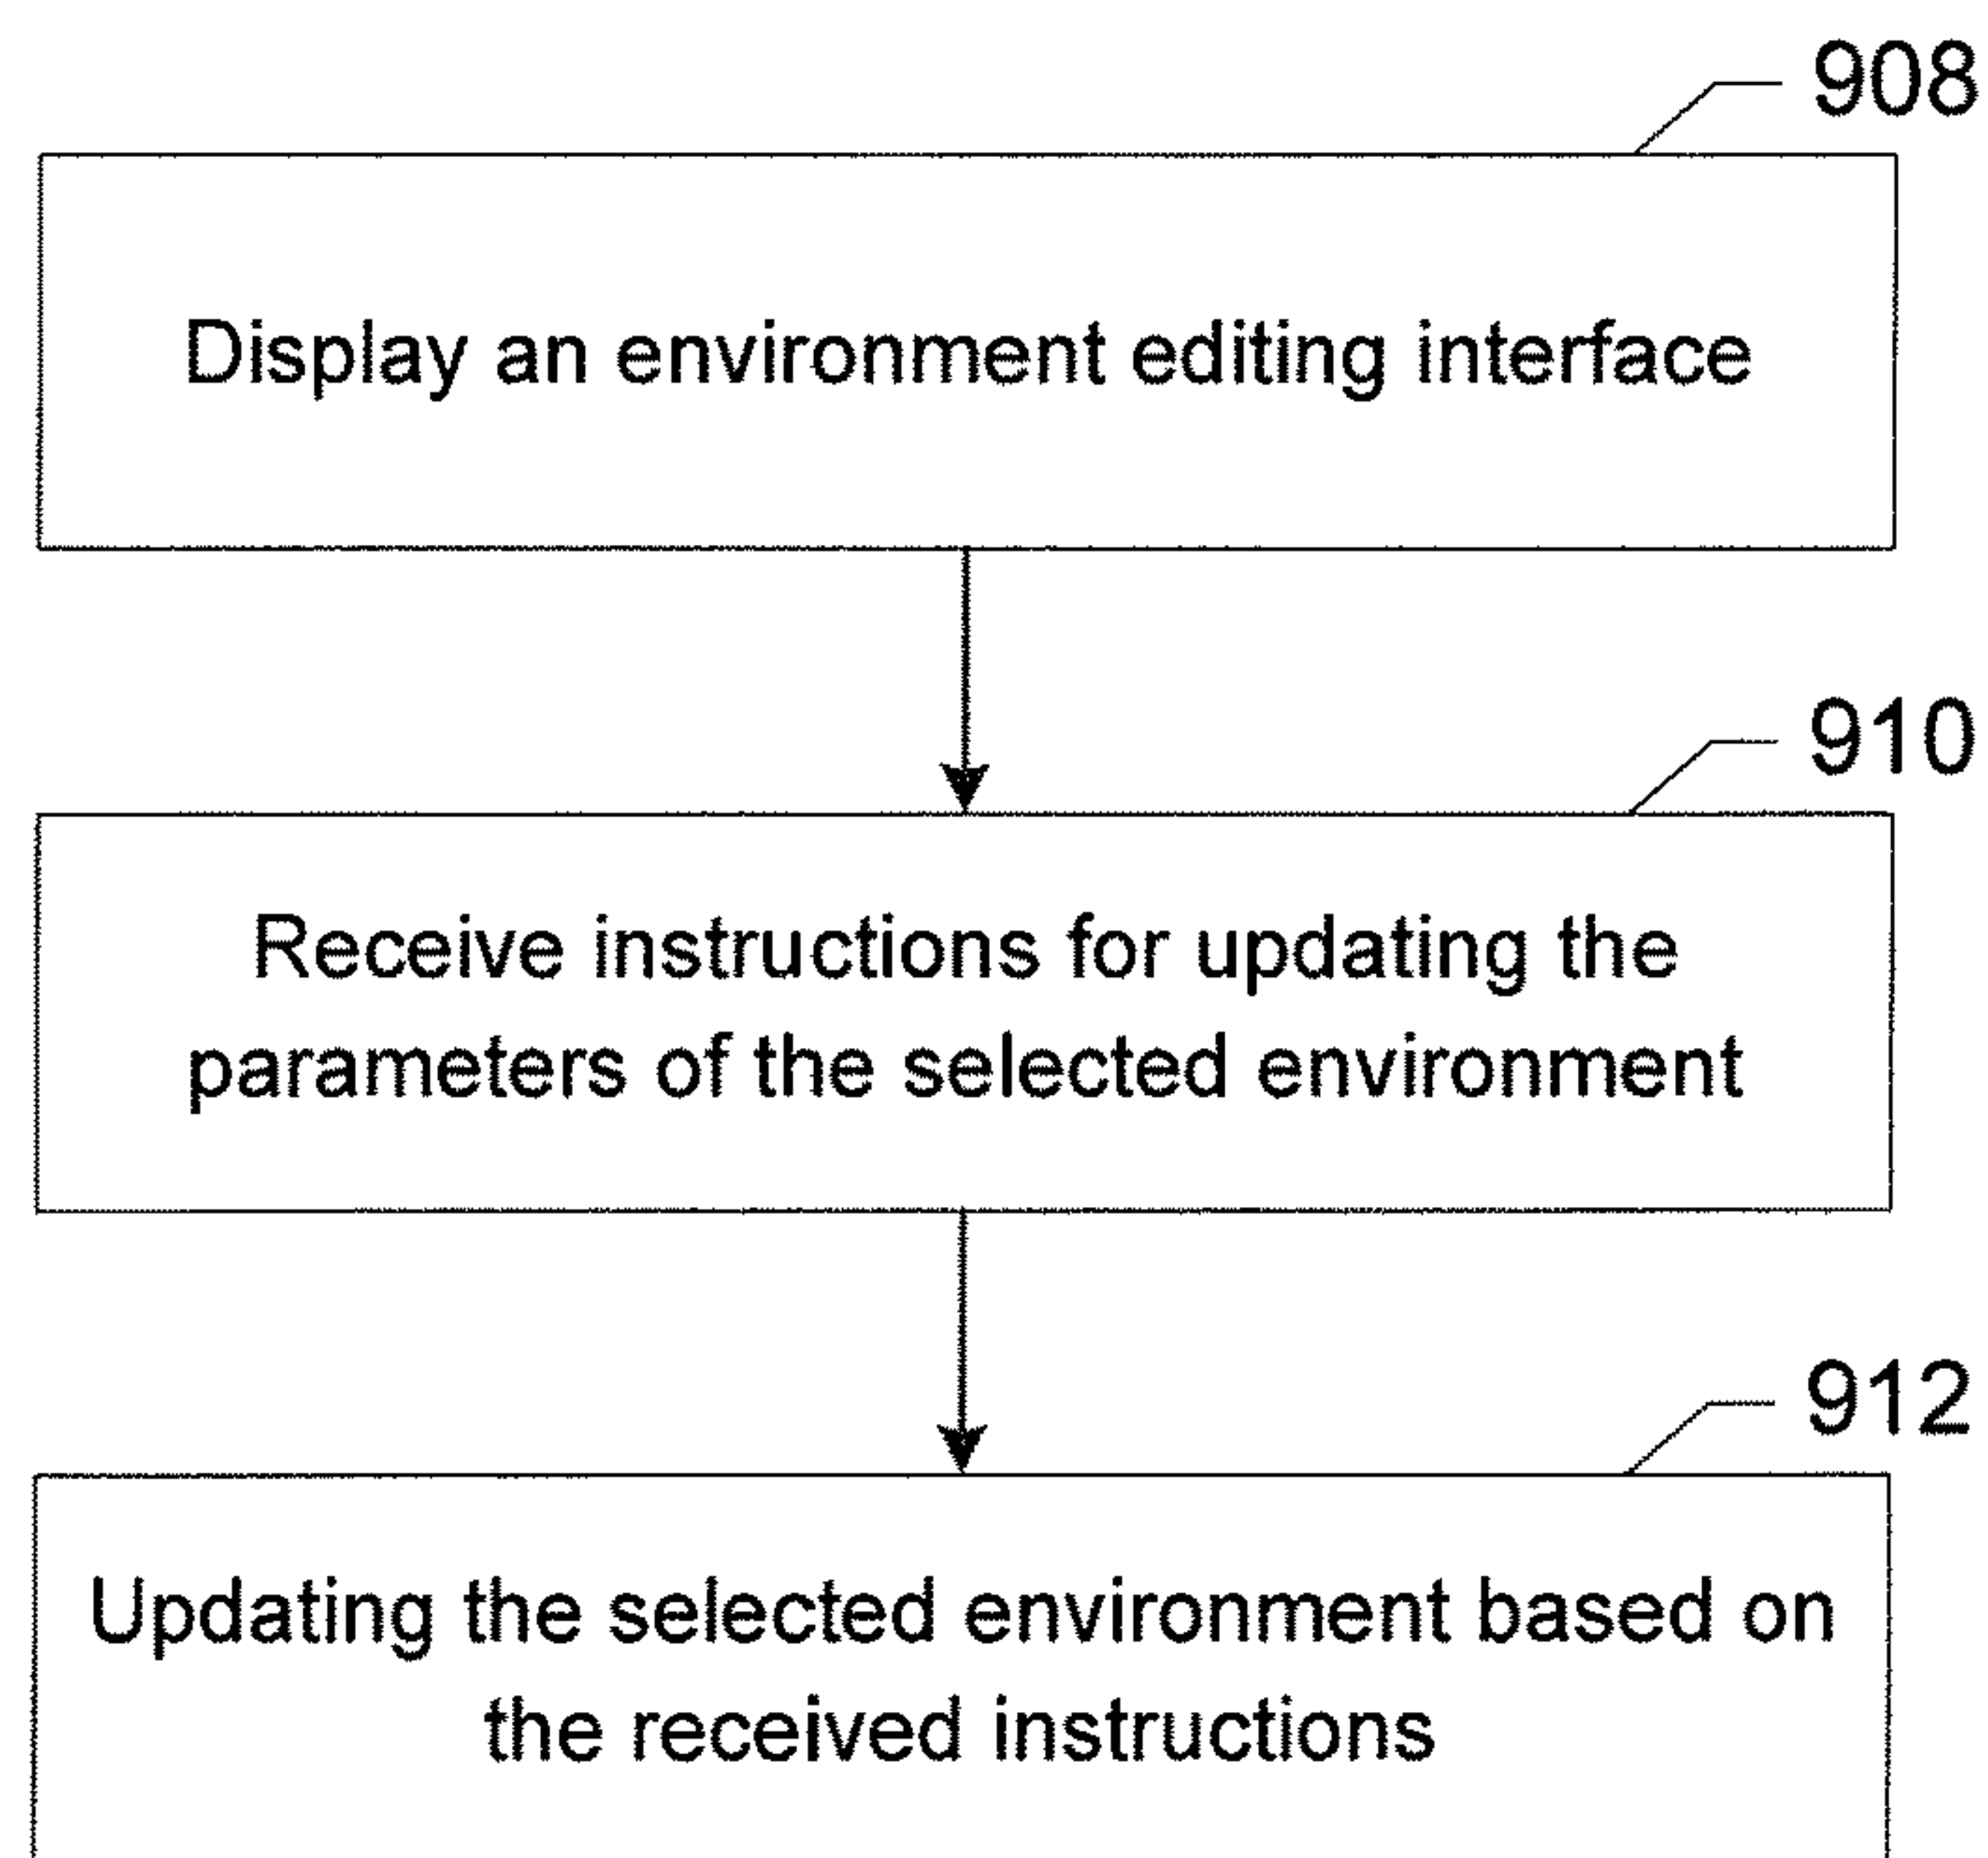 908
Display an environment editing interface
910
Receive instructions for updating the
parameters of the selected environment
912
Updating the selected environment based on
the received instructions